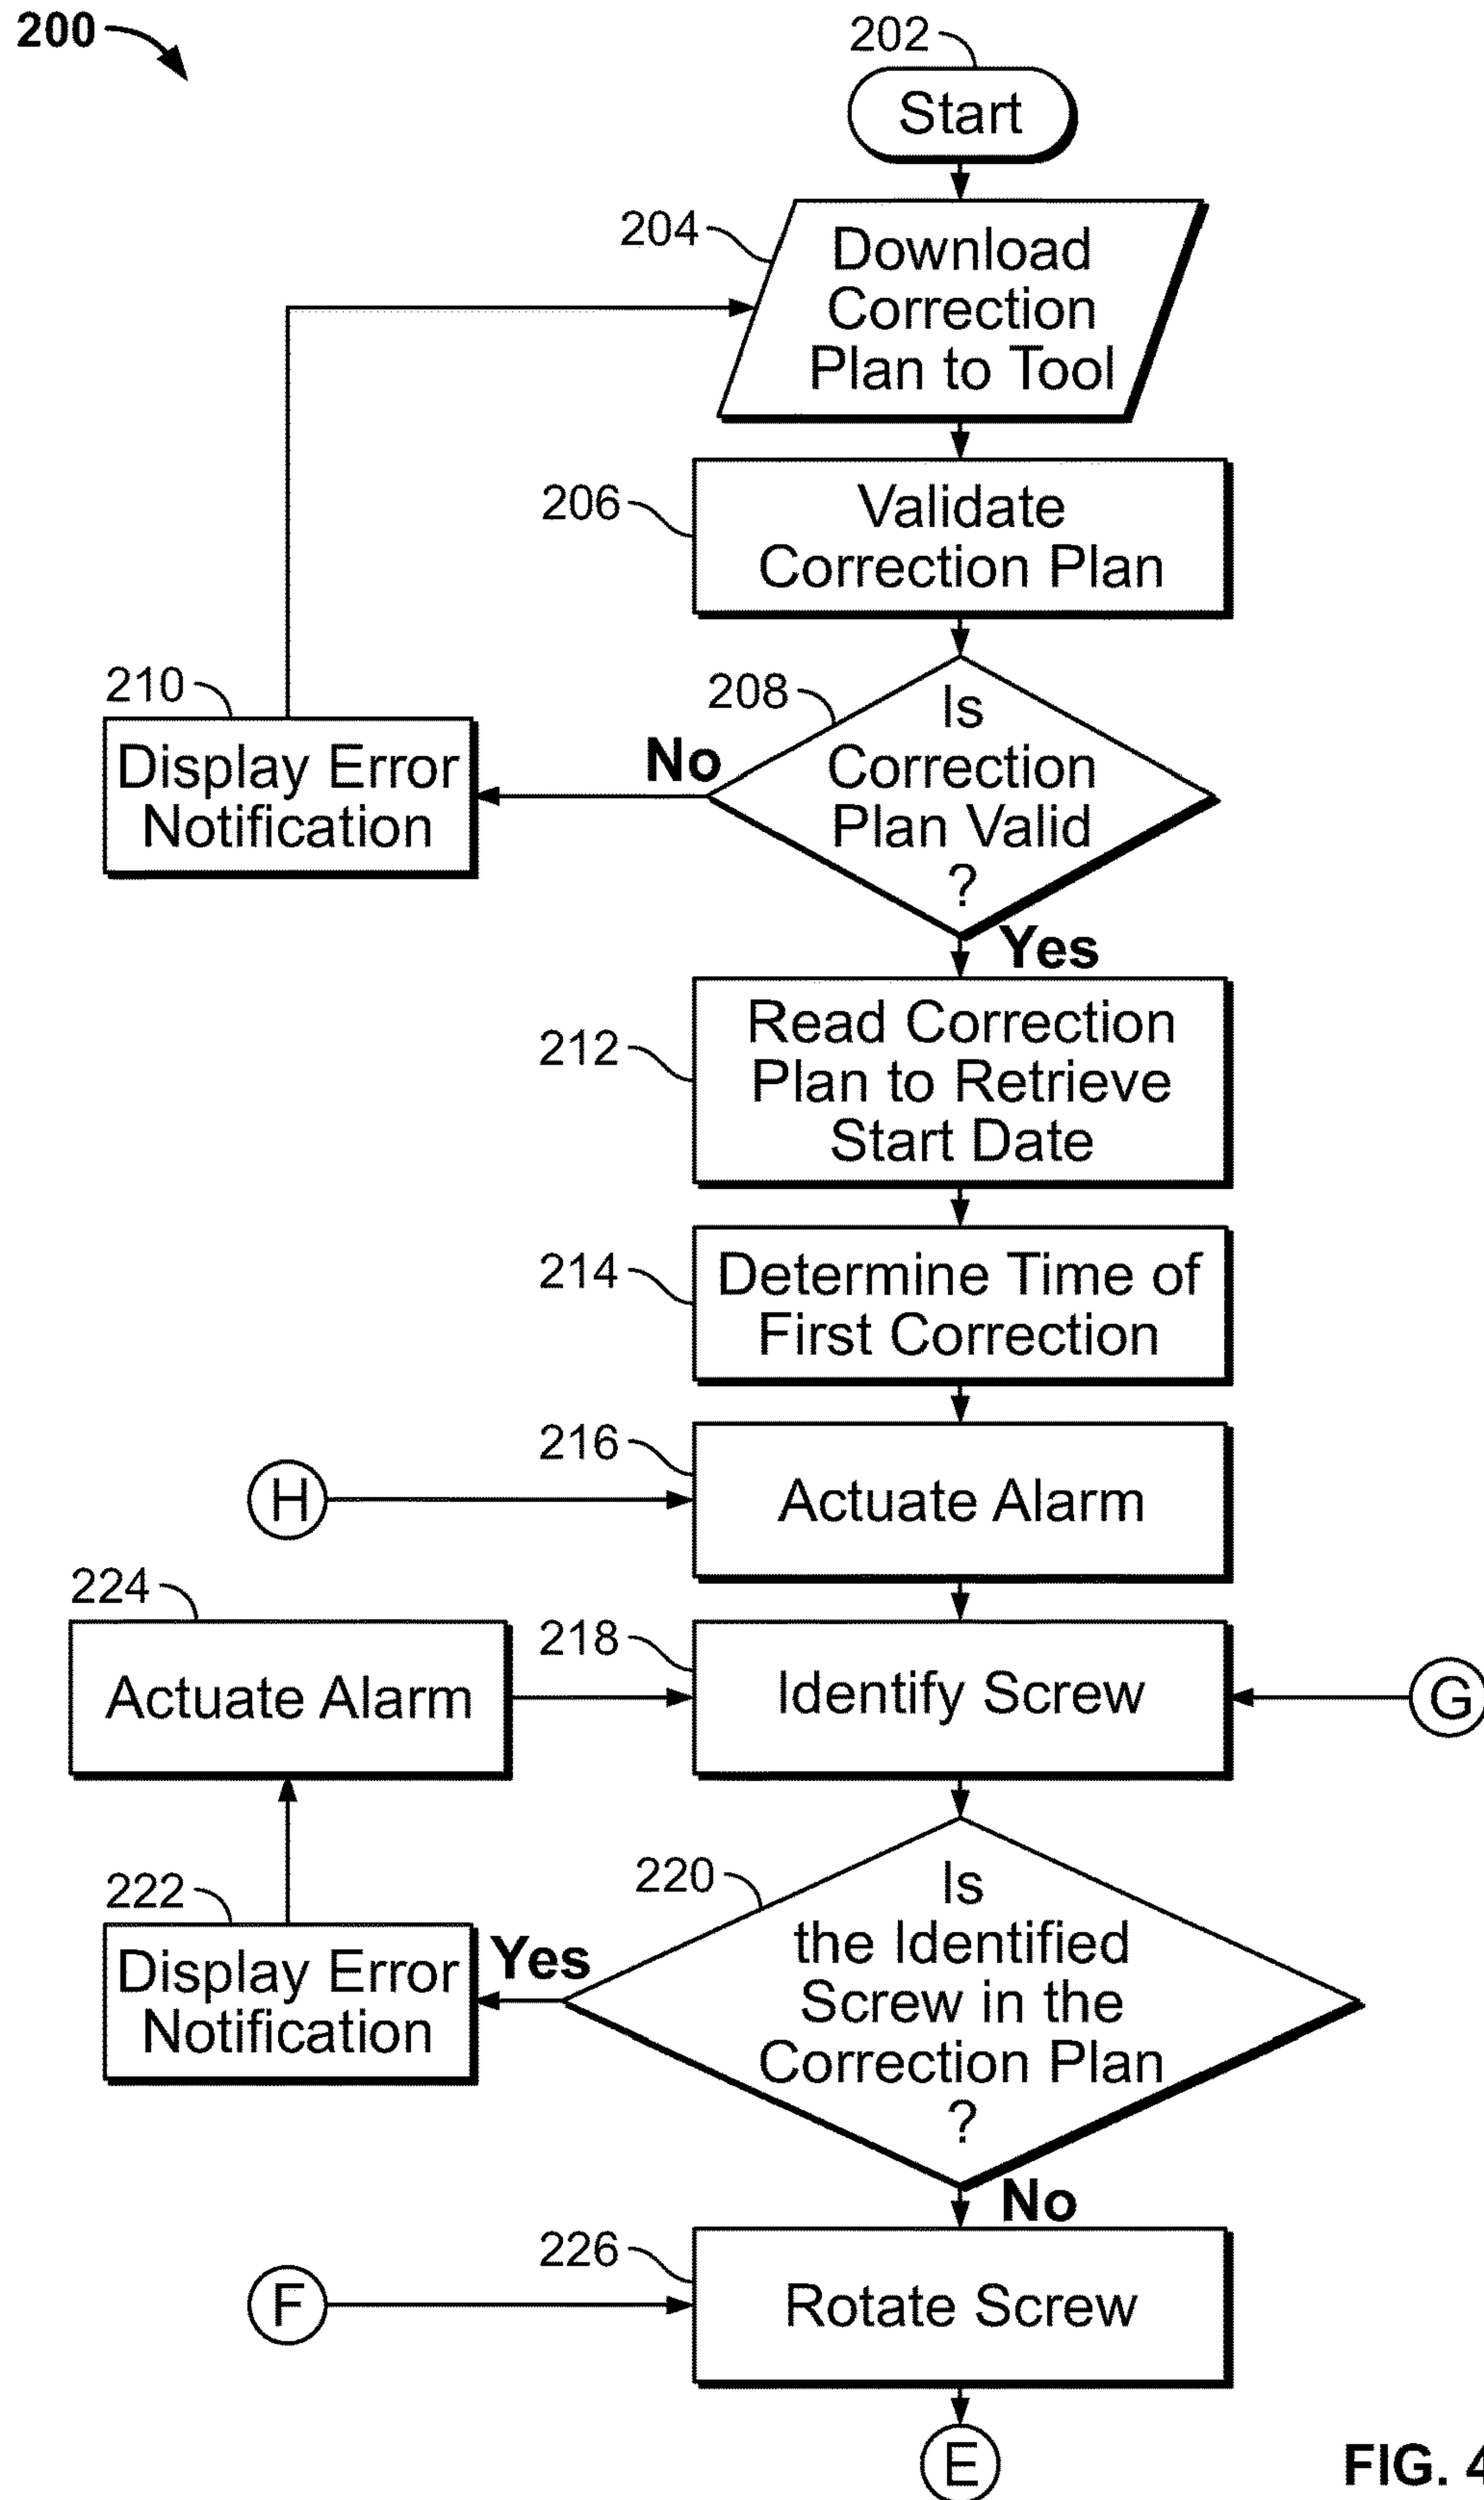 200
202
Start
204
Download
Correction
Plan to Tool
206
Validate
Correction Plan
208
Is
Correction
Plan Valid
?
No
210
Display Error
Notification
Yes
212
Read Correction
Plan to Retrieve
Start Date
214
Determine Time of
First Correction
216
H
Actuate Alarm
224
Actuate Alarm
218
Identify Screw
G
220
Is
the Identified
Screw in the
Correction Plan
?
Yes
222
Display Error
Notification
No
226
F
Rotate Screw
E
FIG. 4